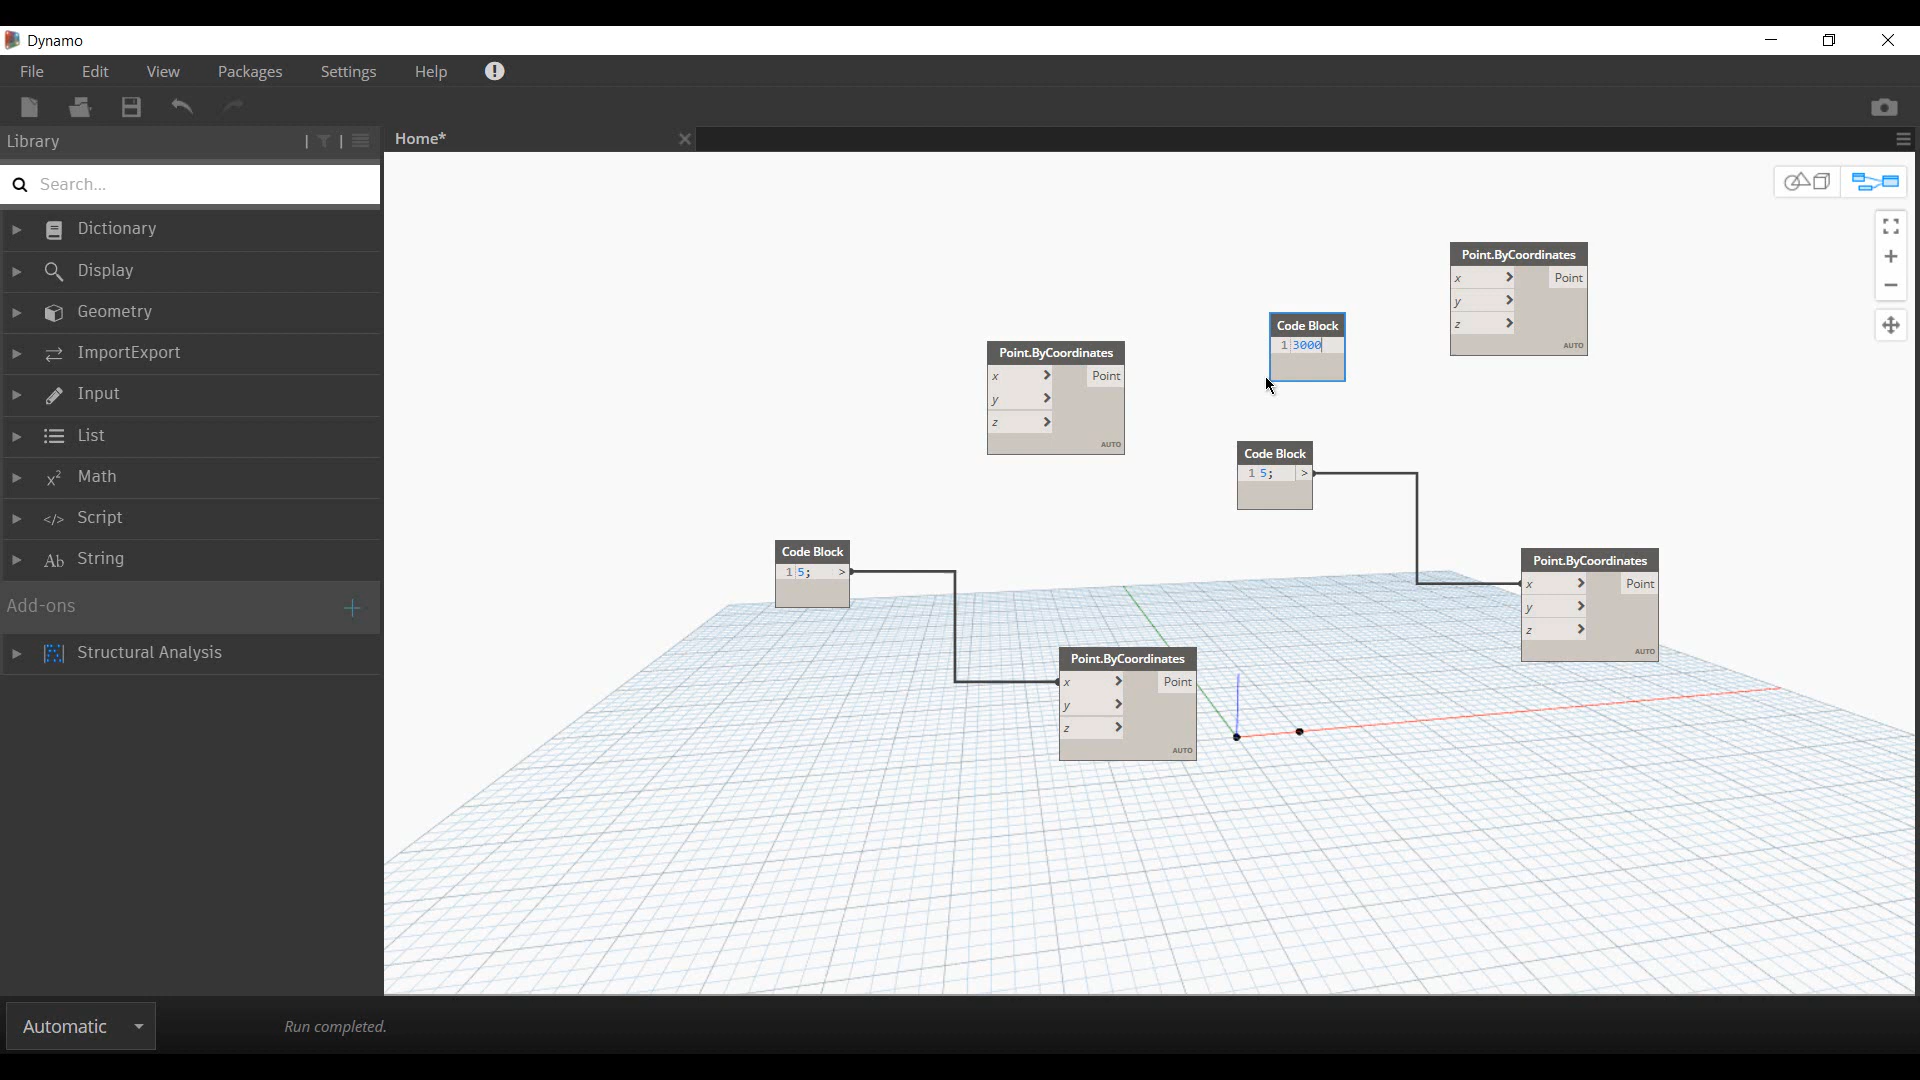 Dynamo
File Edit View Packages Settings Help !
Library
Home*
Search...
Dictionary
Display
Geometry
ImportExport
Input
List
x² Math
</> Script
Ab String
Add-ons +
Structural Analysis
Point.ByCoordinates
x > Point
y >
z >
AUTO
Code Block
1 3000
Point.ByCoordinates
x > Point
y >
z >
AUTO
Code Block
1 5; >
Code Block
1 5; >
Point.ByCoordinates
x > Point
y >
z >
AUTO
Point.ByCoordinates
x > Point
y >
z >
AUTO
Automatic
Run completed.